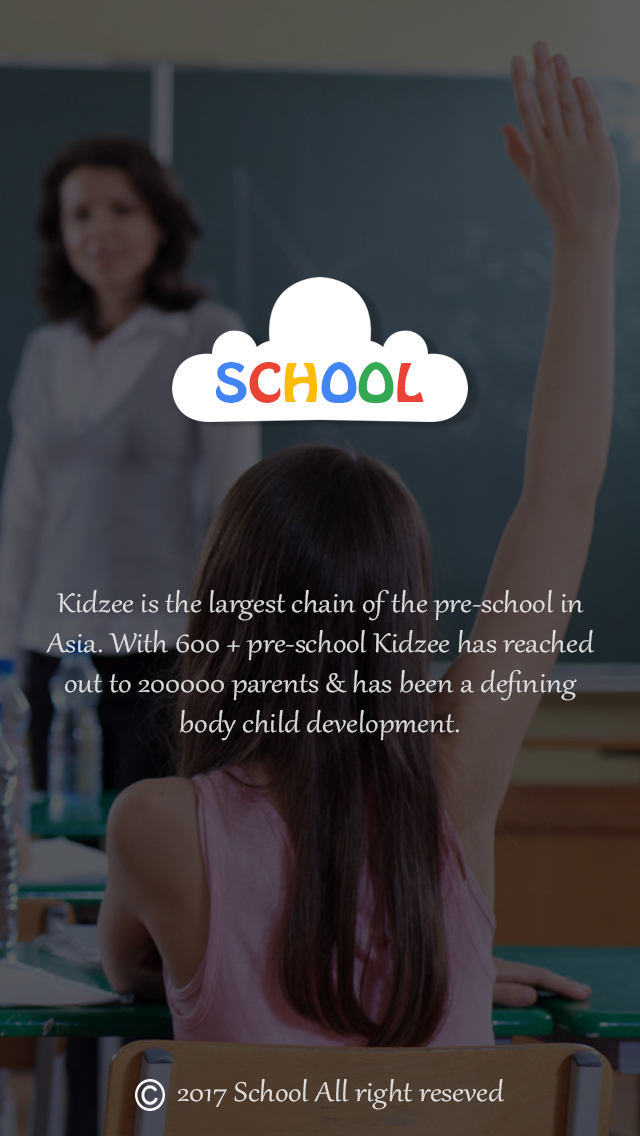 SCHOOL
Kidzee is the largest chain of the pre-school in
Asia. With 600 + pre-school Kidzee has reached
out to 200000 parents & has been a defining
body child development.
© 2017 School All right reseved